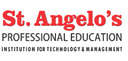 St. Angelo's
PROFESSIONAL EDUCATION
INSTITUTION FOR TECHNOLOGY & MANAGEMENT